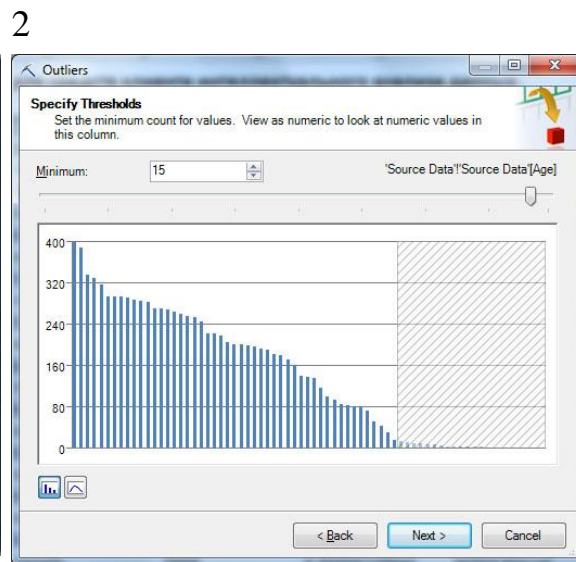 2
Outliers
Specify Thresholds
Set the minimum count for values. View as numeric to look at numeric values in
this column.
Minimum:
15
'Source Data'!'Source Data'[Age]
400
320
240
160
80
0
< Back
Next >
Cancel